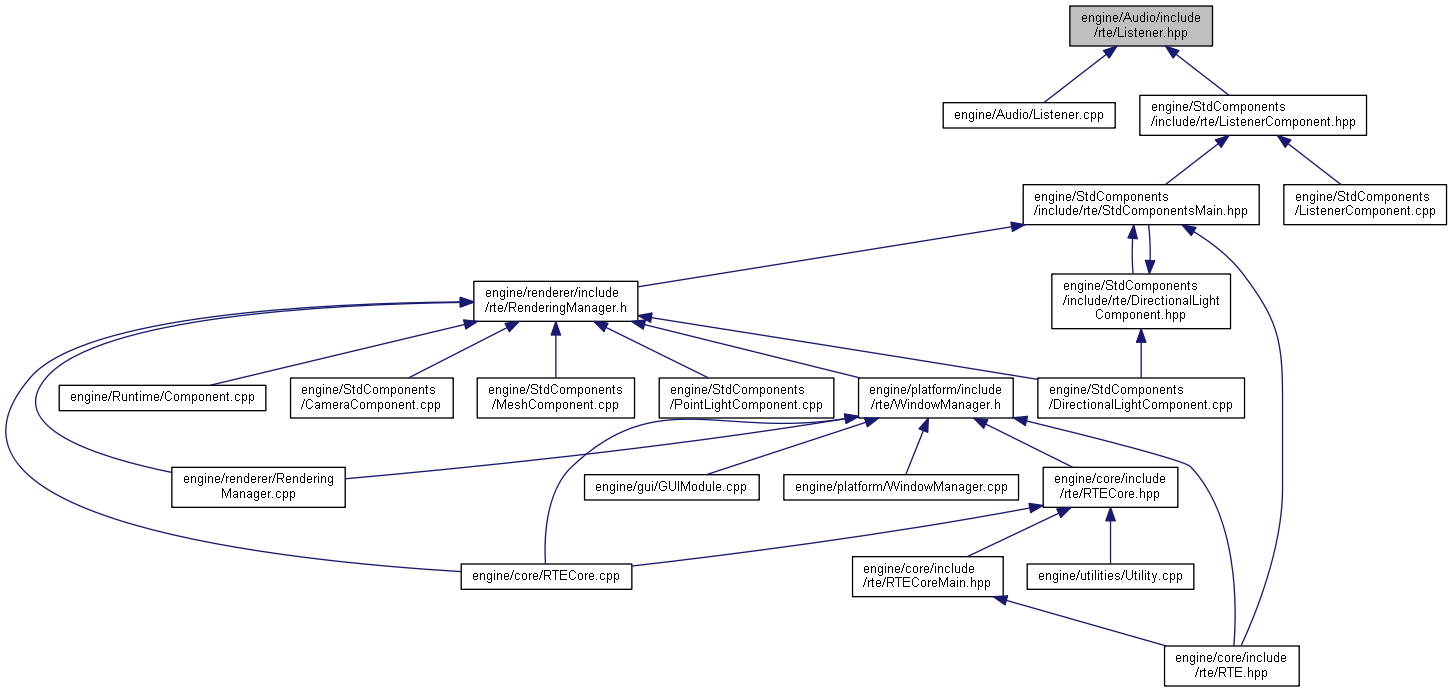 engine/Audio/include
/rte/Listener.hpp
engine/Audio/Listener.cpp
engine/StdComponents
/include/rte/ListenerComponent.hpp
engine/StdComponents
/include/rte/StdComponentsMain.hpp
engine/StdComponents
/ListenerComponent.cpp
engine/renderer/include
/rte/RenderingManager.h
engine/StdComponents
/include/rte/DirectionalLight
Component.hpp
engine/Runtime/Component.cpp
engine/StdComponents
/CameraComponent.cpp
engine/StdComponents
/MeshComponent.cpp
engine/StdComponents
/PointLightComponent.cpp
engine/platform/include
/rte/WindowManager.h
engine/StdComponents
/DirectionalLightComponent.cpp
engine/renderer/Rendering
Manager.cpp
engine/gui/GUIModule.cpp
engine/platform/WindowManager.cpp
engine/core/include
/rte/RTECore.hpp
engine/core/RTECore.cpp
engine/core/include
/rte/RTECoreMain.hpp
engine/utilities/Utility.cpp
engine/core/include
/rte/RTE.hpp